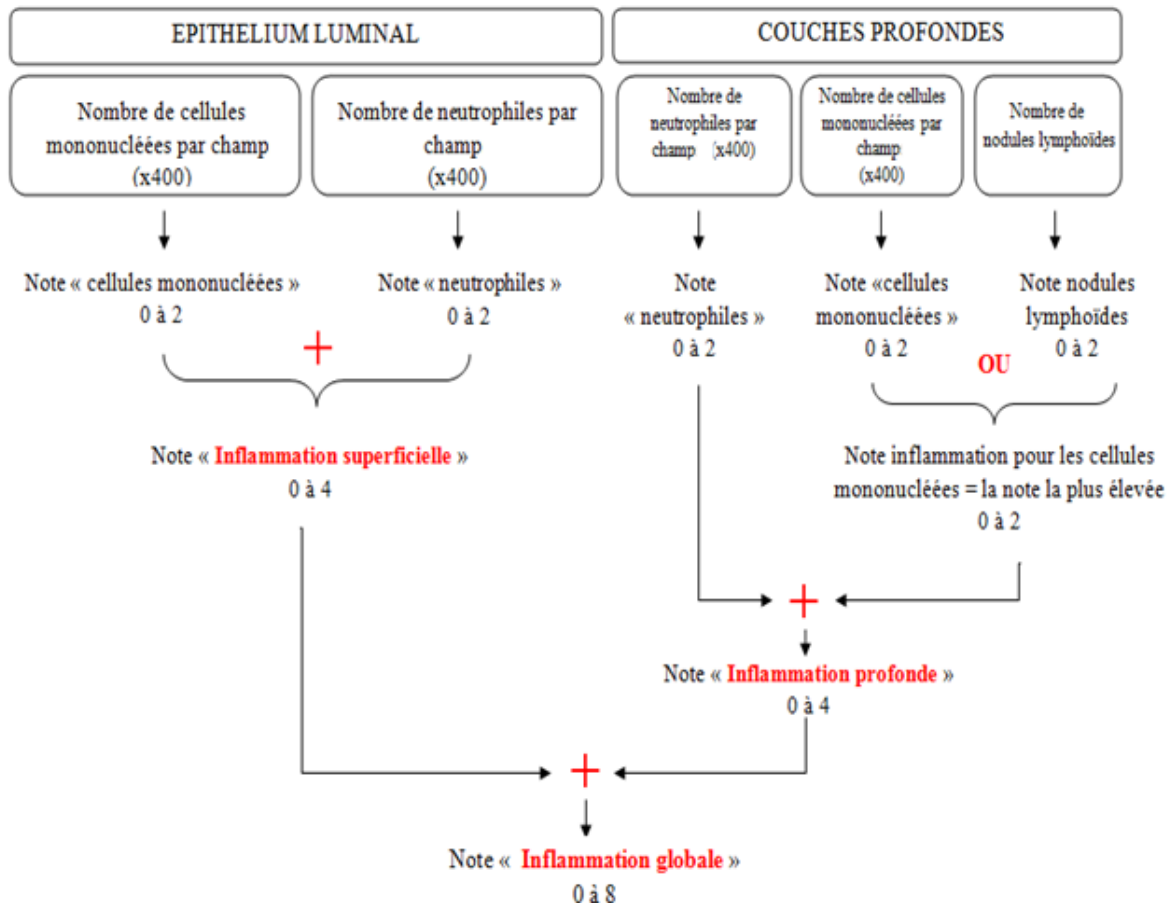 EPITHELIUM LUMINAL
COUCHES PROFONDES
Nombre de cellules
mononucléées par champ
(x400)
Nombre de neutrophiles par
champ
(x400)
Nombre de
neutrophiles par
champ (x400)
Nombre de cellules
mononucléées par
champ
(x400)
Nombre de
nodules lymphoïdes
Note « cellules mononucléées »
0 à 2
+
Note « neutrophiles »
0 à 2
Note
« neutrophiles »
0 à 2
Note «cellules
mononucléées »
0 à 2
OU
Note nodules
lymphoïdes
0 à 2
Note « Inflammation superficielle »
0 à 4
Note inflammation pour les cellules
mononucléées = la note la plus élevée
0 à 2
+
Note « Inflammation profonde »
0 à 4
+
Note « Inflammation globale »
0 à 8